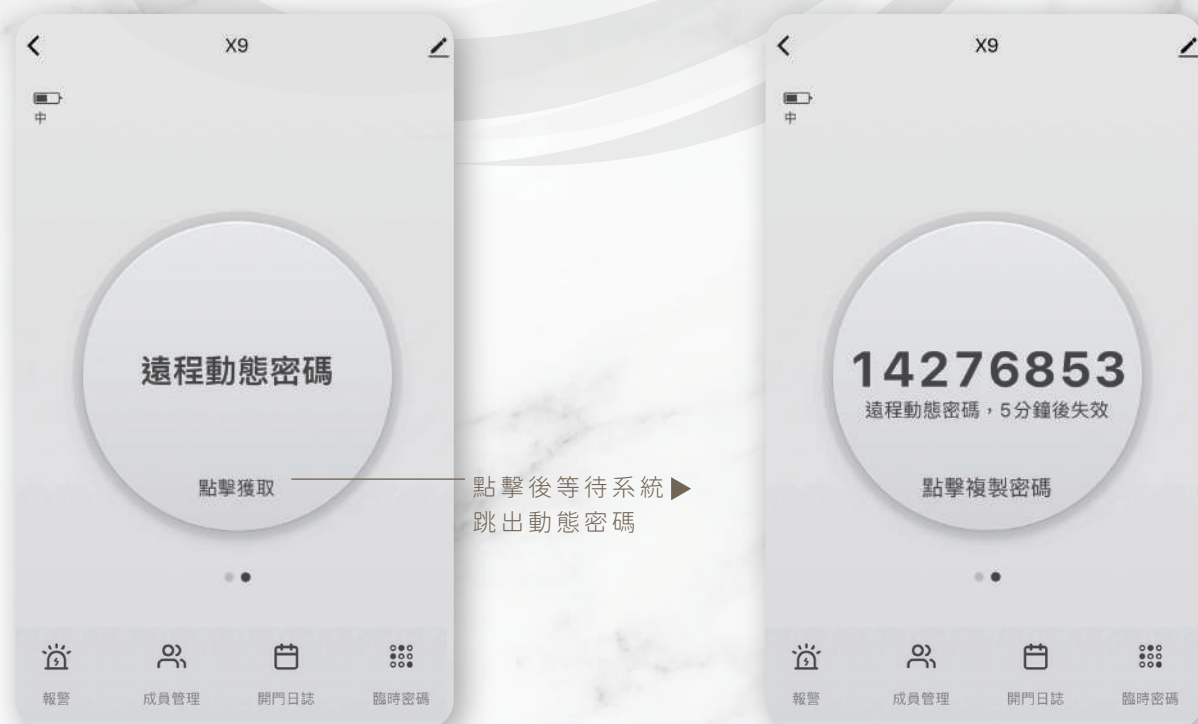 X9
中
遠程動態密碼
點擊獲取
報警
成員管理
開門日誌
臨時密碼
點擊後等待系統▶
跳出動態密碼
X9
中
14276853
遠程動態密碼，5分鐘後失效
點擊複製密碼
報警
成員管理
開門日誌
臨時密碼